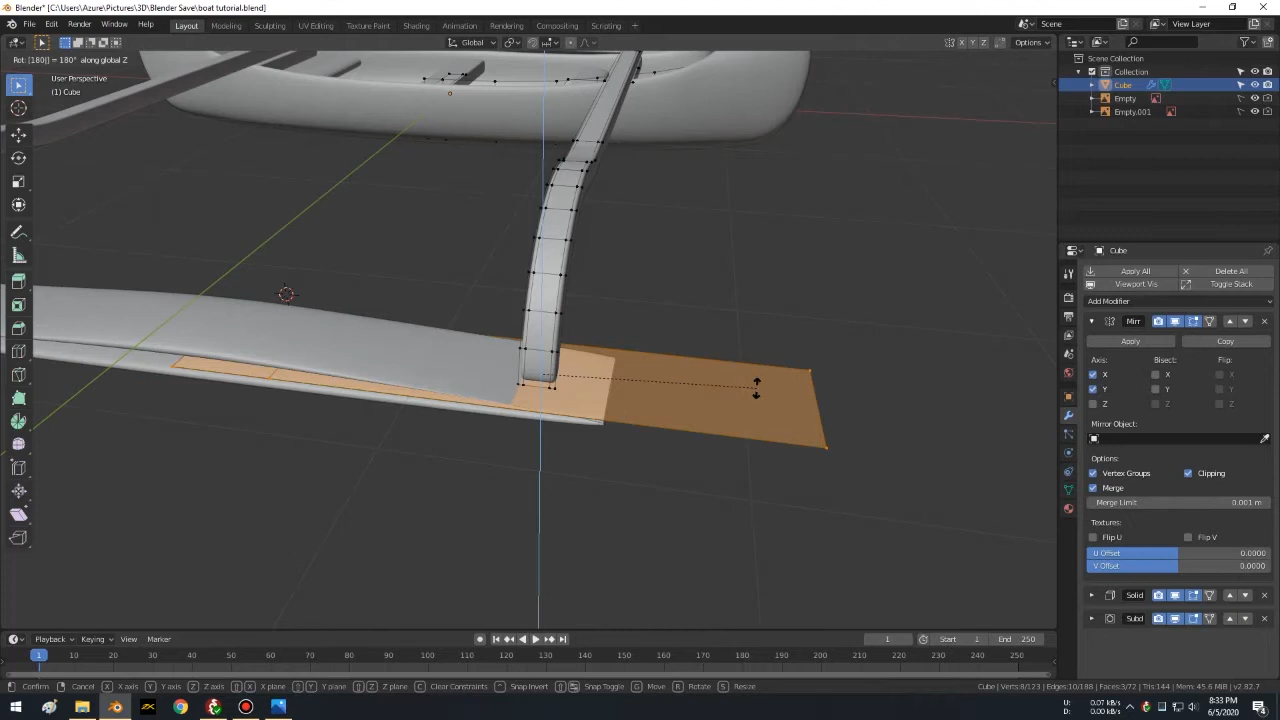 Blender* [C:\Users\Azure\Pictures\3D\Blender Save\boat tutorial.blend]
File Edit Render Window Help Layout Modeling Sculpting UV Editing Texture Paint Shading Animation Rendering Compositing Scripting Scene View Layer
Global X Y Z Options
Rot: [180]| = 180° along global Z
User Perspective
(1) Cube
Scene Collection
Collection
Cube
Empty
Empty.001
Cube
Apply All Delete All
Viewport Vis Toggle Stack
Add Modifier
Mirr
Apply Copy
Axis: Bisect: Flip:
X X X
Y Y Y
Z Z Z
Mirror Object:
Options:
Vertex Groups Clipping
Merge
Merge Limit 0.001 m
Textures:
Flip U Flip V
U Offset 0.0000
V Offset 0.0000
Solid
Subd
Playback Keying View Marker 1 Start 1 End 250
1 10 20 30 40 50 60 70 80 90 100 110 120 130 140 150 160 170 180 190 200 210 220 230 240 250
Confirm Cancel X X axis Y Y axis Z Z axis X X plane Y Y plane Z Z plane C Clear Constraints Snap Invert Snap Toggle G Move R Rotate S Resize Cube | Verts:8/123 | Edges:10/188 | Faces:3/72 | Tris:144 | Mem: 45.6 MiB | v2.82.7
U: 0.07 kB/s
D: 0.00 kB/s
8:33 PM
6/5/2020